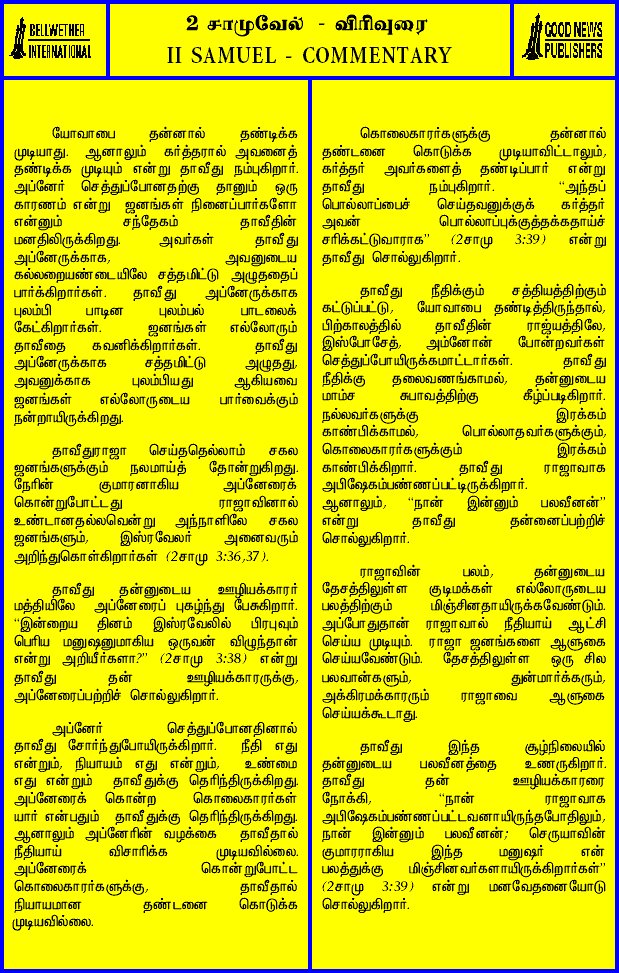 BELLWETHER
INTERNATIONAL
2 சாமுவேல் - விரிவுரை
II SAMUEL - COMMENTARY
GOOD NEWS
PUBLISHERS
யோவாபை தன்னால் தண்டிக்க
முடியாது. ஆனாலும் கர்த்தரால் அவனைத்
தண்டிக்க முடியும் என்று தாவீது நம்புகிறார்.
அப்னேர் செத்துப்போனதற்கு தானும் ஒரு
காரணம் என்று ஜனங்கள் நினைப்பார்களோ
என்னும் சந்தேகம் தாவீதின்
மனதிலிருக்கிறது. அவர்கள் தாவீது
அப்னேருக்காக, அவனுடைய
கல்லறையண்டையிலே சத்தமிட்டு அழுததைப்
பார்க்கிறார்கள். தாவீது அப்னேருக்காக
புலம்பி பாடின புலம்பல் பாடலைக்
கேட்கிறார்கள். ஜனங்கள் எல்லோரும்
தாவீதை கவனிக்கிறார்கள். தாவீது
அப்னேருக்காக சத்தமிட்டு அழுதது,
அவனுக்காக புலம்பியது ஆகியவை
ஜனங்கள் எல்லோருடைய பார்வைக்கும்
நன்றாயிருக்கிறது.
தாவீதுராஜா செய்ததெல்லாம் சகல
ஜனங்களுக்கும் நலமாய்த் தோன்றுகிறது.
நேரின் குமாரனாகிய அப்னேரைக்
கொன்றுபோட்டது ராஜாவினால்
உண்டானதல்லவென்று அந்நாளிலே சகல
ஜனங்களும், இஸ்ரவேலர் அனைவரும்
அறிந்துகொள்கிறார்கள் (2சாமு 3:36,37).
தாவீது தன்னுடைய ஊழியக்காரர்
மத்தியிலே அப்னேரைப் புகழ்ந்து பேசுகிறார்.
“இன்றைய தினம் இஸ்ரவேலில் பிரபுவும்
பெரிய மனுஷனுமாகிய ஒருவன் விழுந்தான்
என்று அறியீர்களா?” (2சாமு 3:38) என்று
தாவீது தன் ஊழியக்காரருக்கு,
அப்னேரைப்பற்றிச் சொல்லுகிறார்.
அப்னேர் செத்துப்போனதினால்
தாவீது சோர்ந்துபோயிருக்கிறார். நீதி எது
என்றும், நியாயம் எது என்றும், உண்மை
எது என்றும் தாவீதுக்கு தெரிந்திருக்கிறது.
அப்னேரைக் கொன்ற கொலைகாரர்கள்
யார் என்பதும் தாவீதுக்கு தெரிந்திருக்கிறது.
ஆனாலும் அப்னேரின் வழக்கை தாவீதால்
நீதியாய் விசாரிக்க முடியவில்லை.
அப்னேரைக் கொன்றுபோட்ட
கொலைகாரர்களுக்கு, தாவீதால்
நியாயமான தண்டனை கொடுக்க
முடியவில்லை.
கொலைகாரர்களுக்கு தன்னால்
தண்டனை கொடுக்க முடியாவிட்டாலும்,
கர்த்தர் அவர்களைத் தண்டிப்பார் என்று
தாவீது நம்புகிறார். “அந்தப்
பொல்லாப்பைச் செய்தவனுக்குக் கர்த்தர்
அவன் பொல்லாப்புக்குத்தக்கதாய்ச்
சரிக்கட்டுவாராக” (2சாமு 3:39) என்று
தாவீது சொல்லுகிறார்.
தாவீது நீதிக்கும் சத்தியத்திற்கும்
கட்டுப்பட்டு, யோவாபை தண்டித்திருந்தால்,
பிற்காலத்தில் தாவீதின் ராஜ்யத்திலே,
இஸ்போசேத், அம்னோன் போன்றவர்கள்
செத்துப்போயிருக்கமாட்டார்கள். தாவீது
நீதிக்கு தலைவணங்காமல், தன்னுடைய
மாம்ச சுபாவத்திற்கு கீழ்ப்படிகிறார்.
நல்லவர்களுக்கு இரக்கம்
காண்பிக்காமல், பொல்லாதவர்களுக்கும்,
கொலைகாரர்களுக்கும் இரக்கம்
காண்பிக்கிறார். தாவீது ராஜாவாக
அபிஷேகம்பண்ணப்பட்டிருக்கிறார்.
ஆனாலும், “நான் இன்னும் பலவீனன்”
என்று தாவீது தன்னைப்பற்றிச்
சொல்லுகிறார்.
ராஜாவின் பலம், தன்னுடைய
தேசத்திலுள்ள குடிமக்கள் எல்லோருடைய
பலத்திற்கும் மிஞ்சினதாயிருக்கவேண்டும்.
அப்போதுதான் ராஜாவால் நீதியாய் ஆட்சி
செய்ய முடியும். ராஜா ஜனங்களை ஆளுகை
செய்யவேண்டும். தேசத்திலுள்ள ஒரு சில
பலவான்களும், துன்மார்க்கரும்,
அக்கிரமக்காரரும் ராஜாவை ஆளுகை
செய்யக்கூடாது.
தாவீது இந்த சூழ்நிலையில்
தன்னுடைய பலவீனத்தை உணருகிறார்.
தாவீது தன் ஊழியக்காரரை
நோக்கி, “நான் ராஜாவாக
அபிஷேகம்பண்ணப்பட்டவனாயிருந்தபோதிலும்,
நான் இன்னும் பலவீனன்; செருயாவின்
குமாரராகிய இந்த மனுஷர் என்
பலத்துக்கு மிஞ்சினவர்களாயிருக்கிறார்கள்”
(2சாமு 3:39) என்று மனவேதனையோடு
சொல்லுகிறார்.